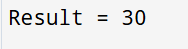 Result = 30